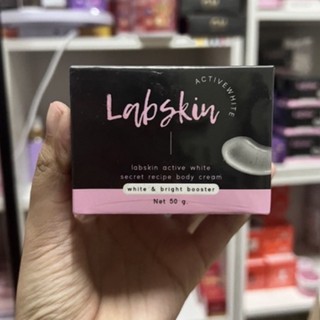 Labskin
ACTIVEWHITE
labskin active white
secret recipe body cream
white & bright booster
Net 50 g.